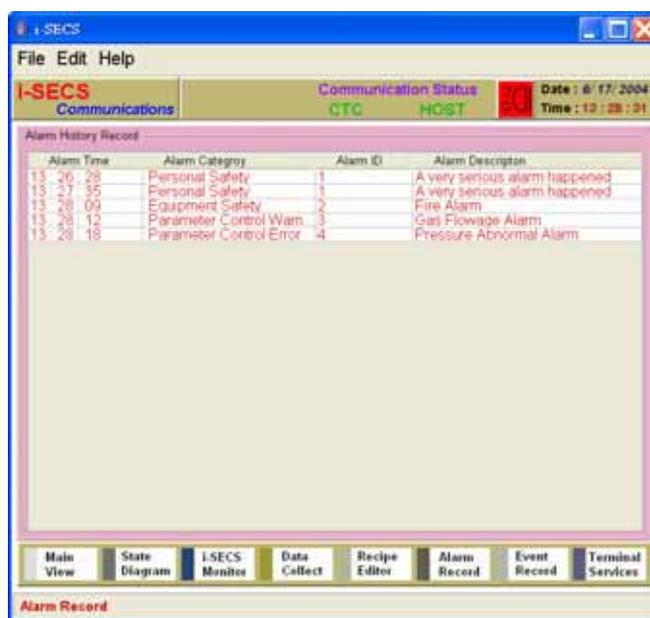 i-SECS
File Edit Help
i-SECS
Communications
Communication Status
CTC HOST
Date : 6/ 17/ 2004
Time : 13 : 28 : 31
Alarm History Record
Alarm Time Alarm Categroy Alarm ID Alarm Descripton
13 26 28 Personal Safety 1 A very serious alarm happened
13 27 35 Personal Safety 1 A very serious alarm happened
13 28 09 Equipment Safety 2 Fire Alarm
13 28 12 Parameter Control Warn 3 Gas Flowage Alarm
13 28 18 Parameter Control Error 4 Pressure Abnormal Alarm
Main View
State Diagram
i-SECS Monitor
Data Collect
Recipe Editor
Alarm Record
Event Record
Terminal Services
Alarm Record